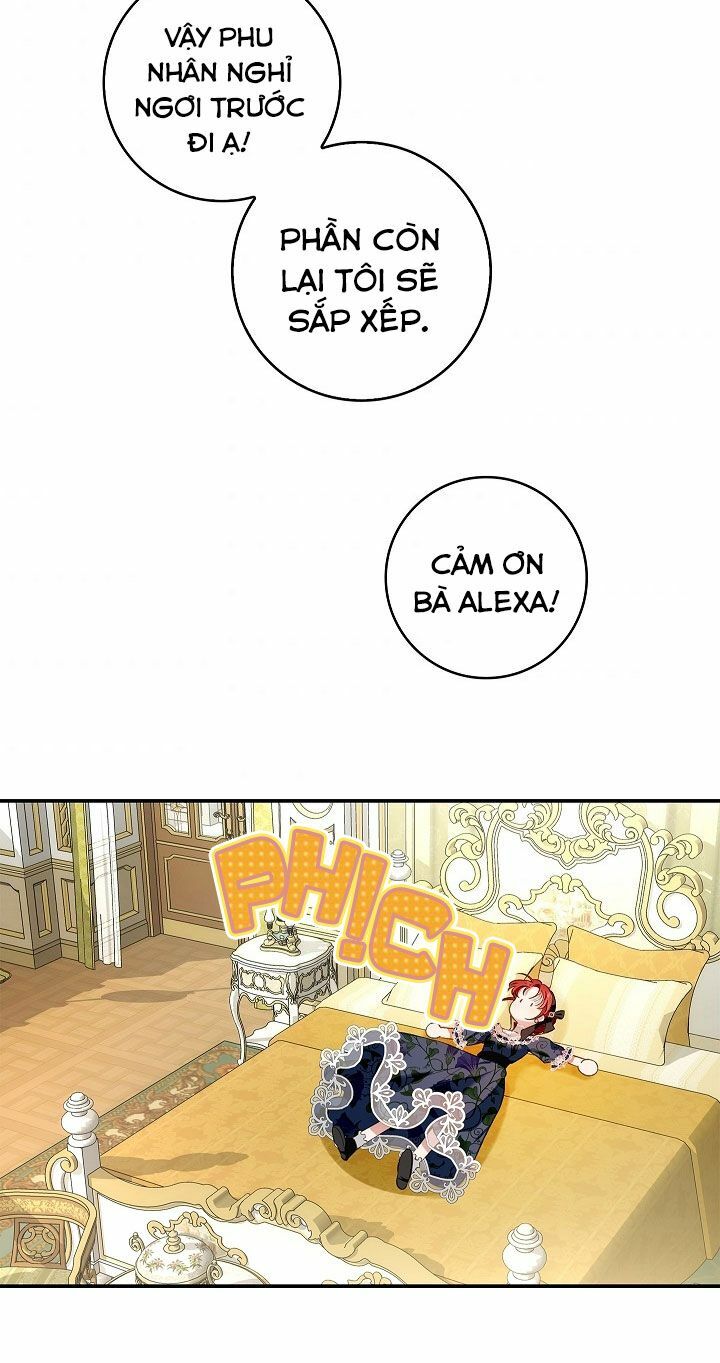 VẬY PHU
NHÂN NGHỈ
NGƠI TRƯỚC
ĐI Ạ!
PHẦN CÒN
LẠI TÔI SẼ
SẮP XẾP.
CẢM ƠN
BÀ ALEXA!
PHỊCH